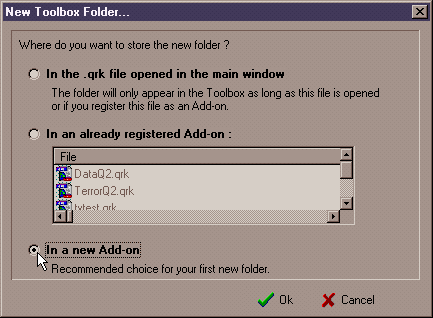 New Toolbox Folder...
Where do you want to store the new folder ?
In the .qrk file opened in the main window
The folder will only appear in the Toolbox as long as this file is opened
or if you register this file as an Add-on.
In an already registered Add-on :
File
DataQ2.qrk
TerrorQ2.qrk
tvtest.qrk
In a new Add-on
Recommended choice for your first new folder.
Ok
Cancel